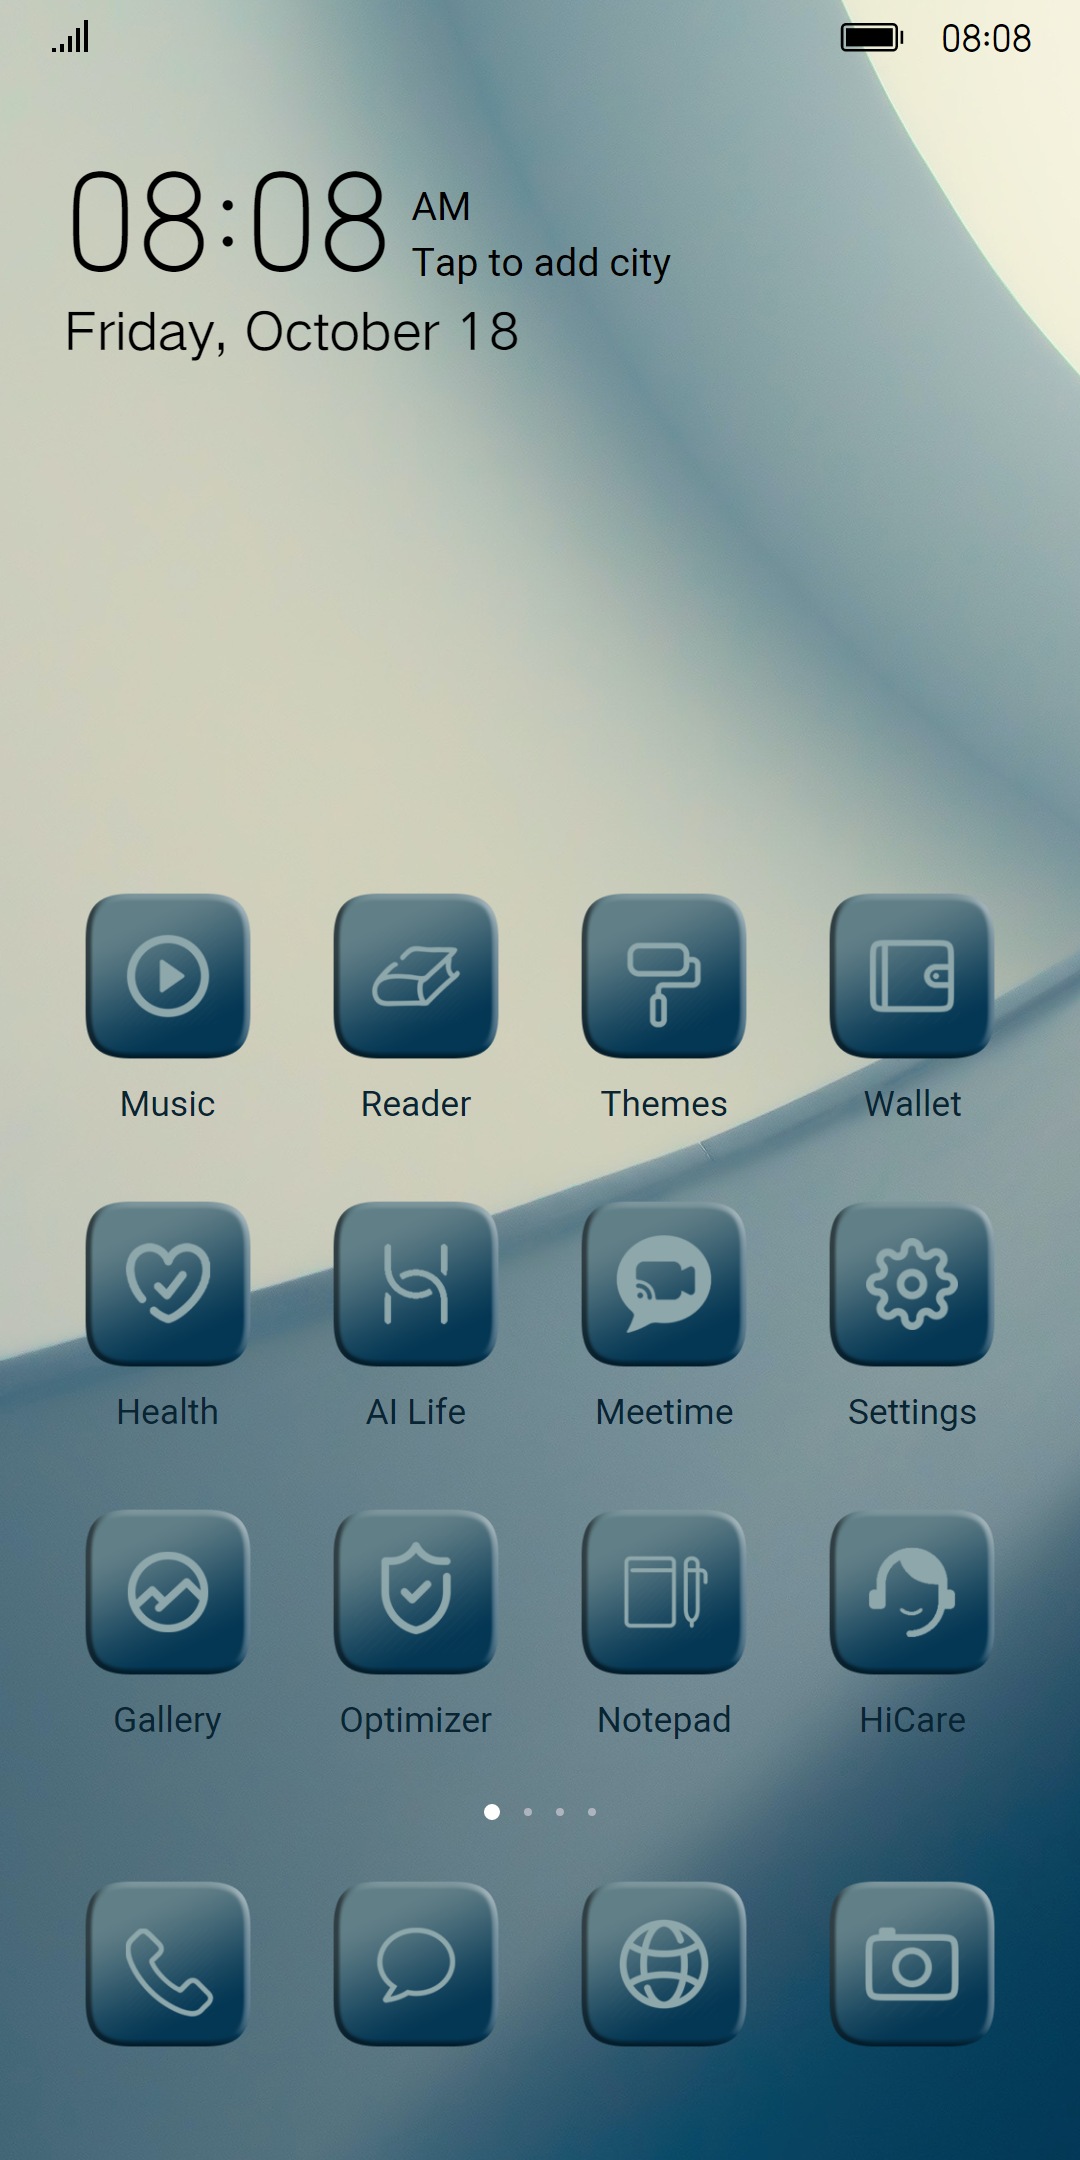 08:08
08:08 AM
Tap to add city
Friday, October 18
Music Reader Themes Wallet
Health AI Life Meetime Settings
Gallery Optimizer Notepad HiCare